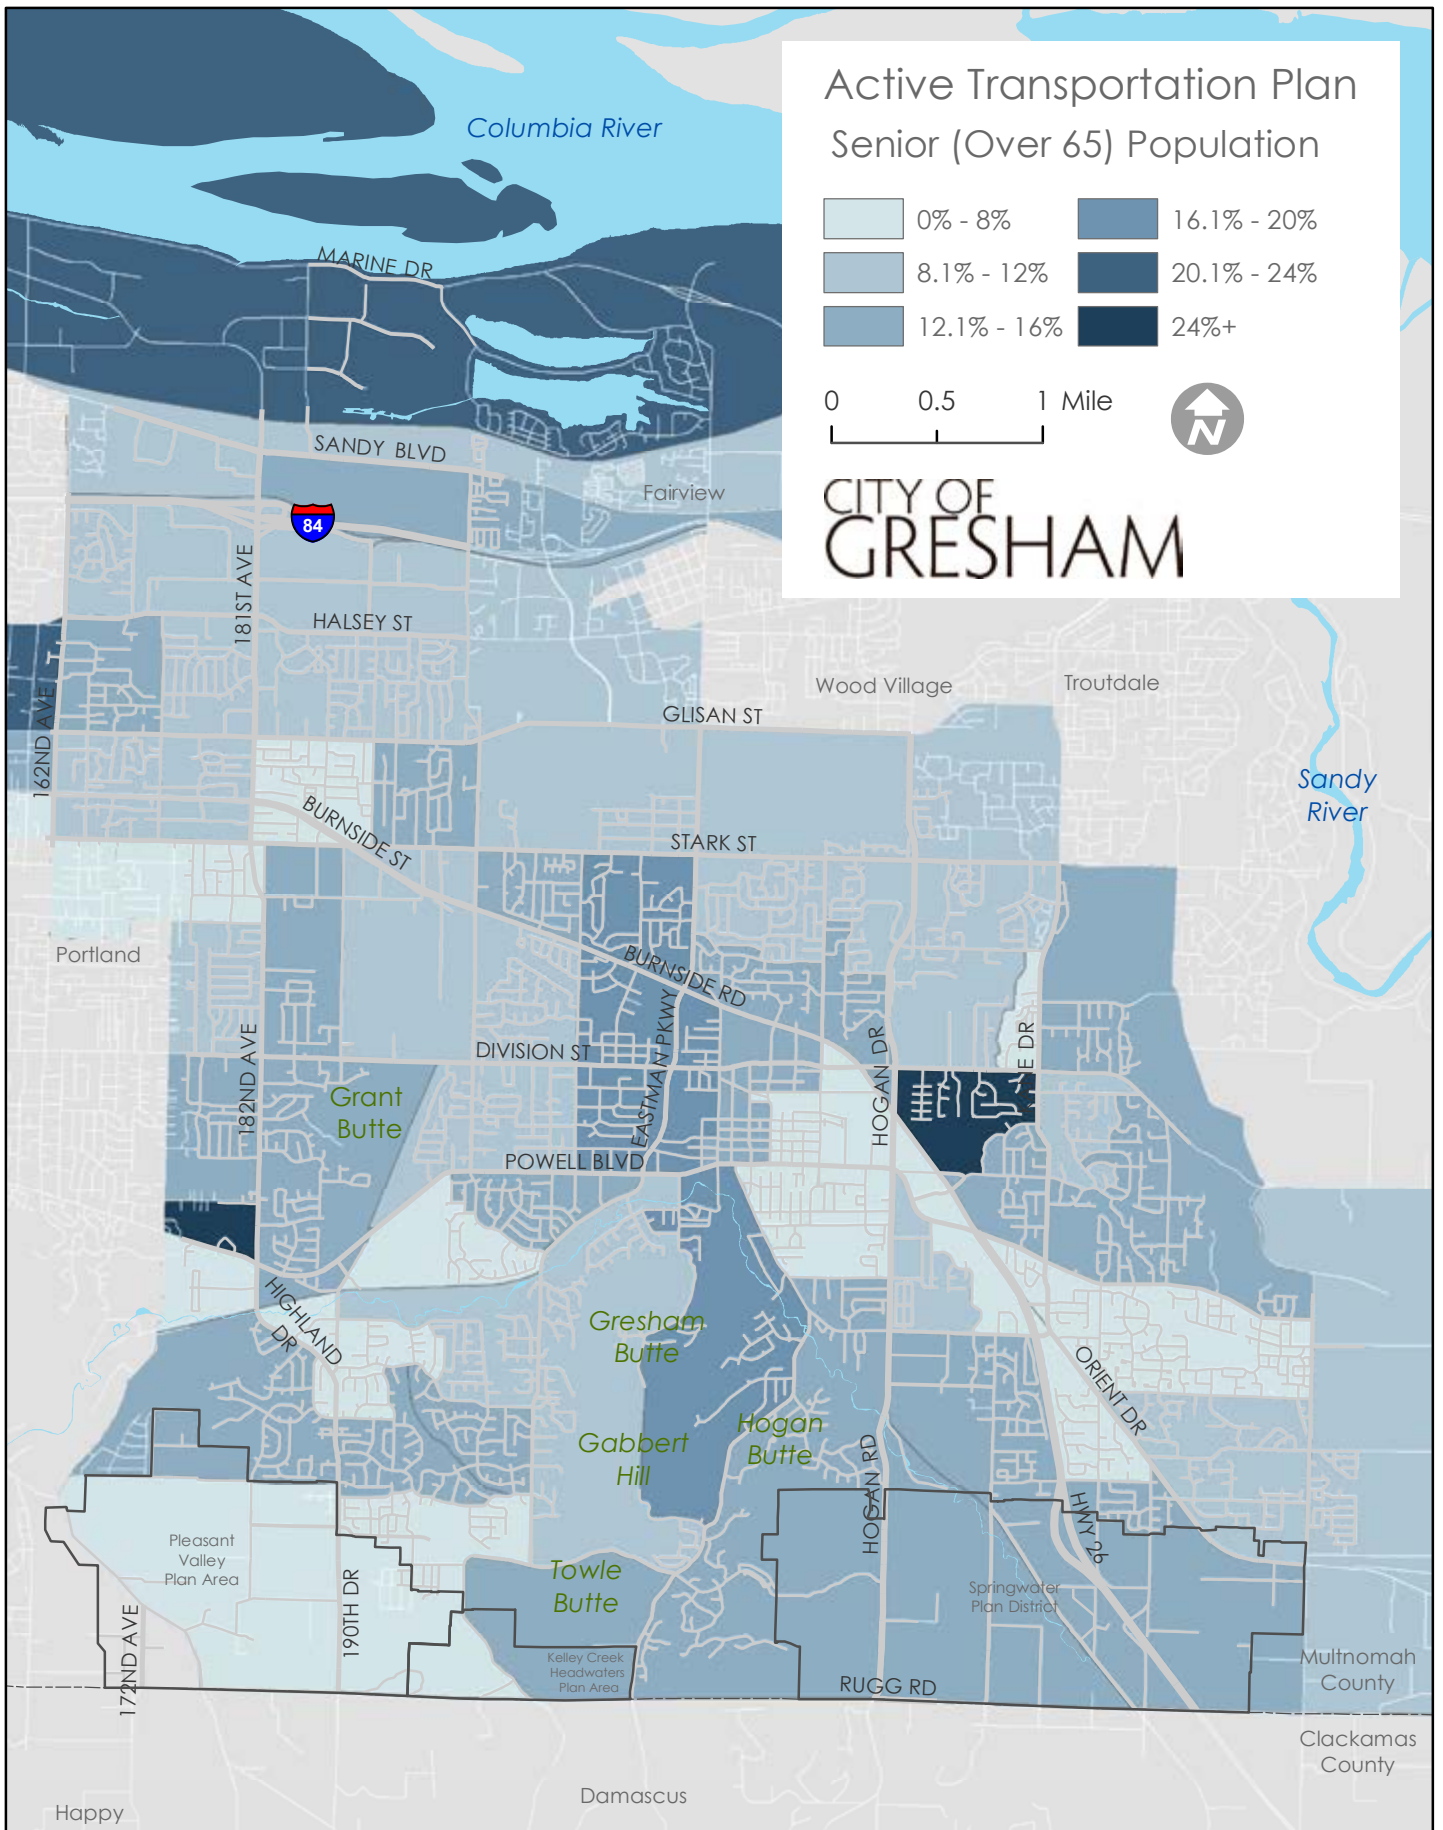 Active Transportation Plan
Senior (Over 65) Population
0% - 8%
16.1% - 20%
8.1% - 12%
20.1% - 24%
12.1% - 16%
24%+
0 0.5 1 Mile
N
CITY OF
GRESHAM
Columbia River
MARINE DR
SANDY BLVD
Fairview
84
181ST AVE
HALSEY ST
Wood Village
Troutdale
162ND AVE
GLISAN ST
Sandy
River
BURNSIDE ST
STARK ST
Portland
BURNSIDE RD
182ND AVE
DIVISION ST
EASTMAN PKWY
HOGAN DR
E DR
Grant
Butte
POWELL BLVD
HIGHLAND
DR
Gresham
Butte
ORIENT DR
Gabbert
Hill
Hogan
Butte
HOGAN RD
HWY 26
Pleasant
Valley
Plan Area
190TH DR
172ND AVE
Towle
Butte
Springwater
Plan District
Kelley Creek
Headwaters
Plan Area
RUGG RD
Multnomah
County
Clackamas
County
Damascus
Happy